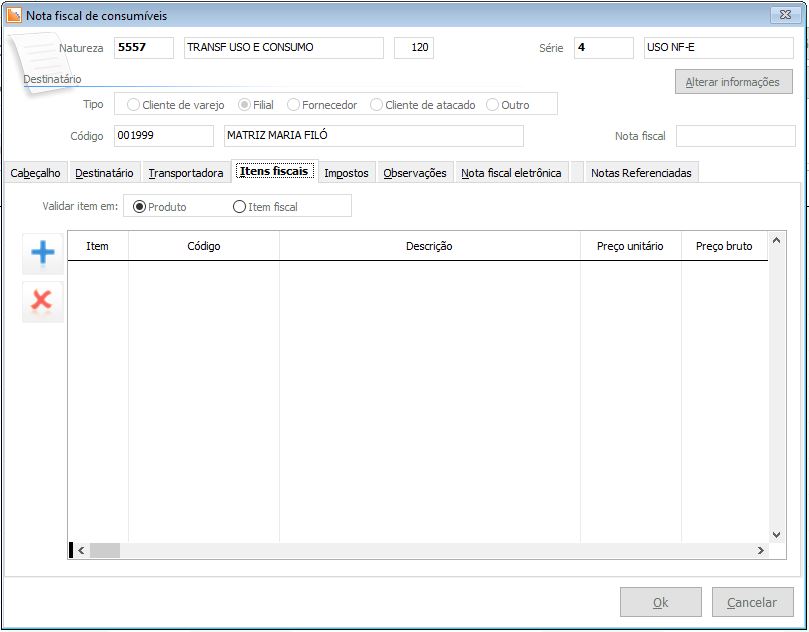 Nota fiscal de consumíveis
Natureza 5557 TRANSF USO E CONSUMO 120 Série 4 USO NF-E
Destinatário
Alterar informações
Tipo Cliente de varejo Filial Fornecedor Cliente de atacado Outro
Código 001999 MATRIZ MARIA FILÓ Nota fiscal
Cabeçalho Destinatário Transportadora Itens fiscais Impostos Observações Nota fiscal eletrônica Notas Referenciadas
Validar item em: Produto Item fiscal
Item Código Descrição Preço unitário Preço bruto
Ok Cancelar